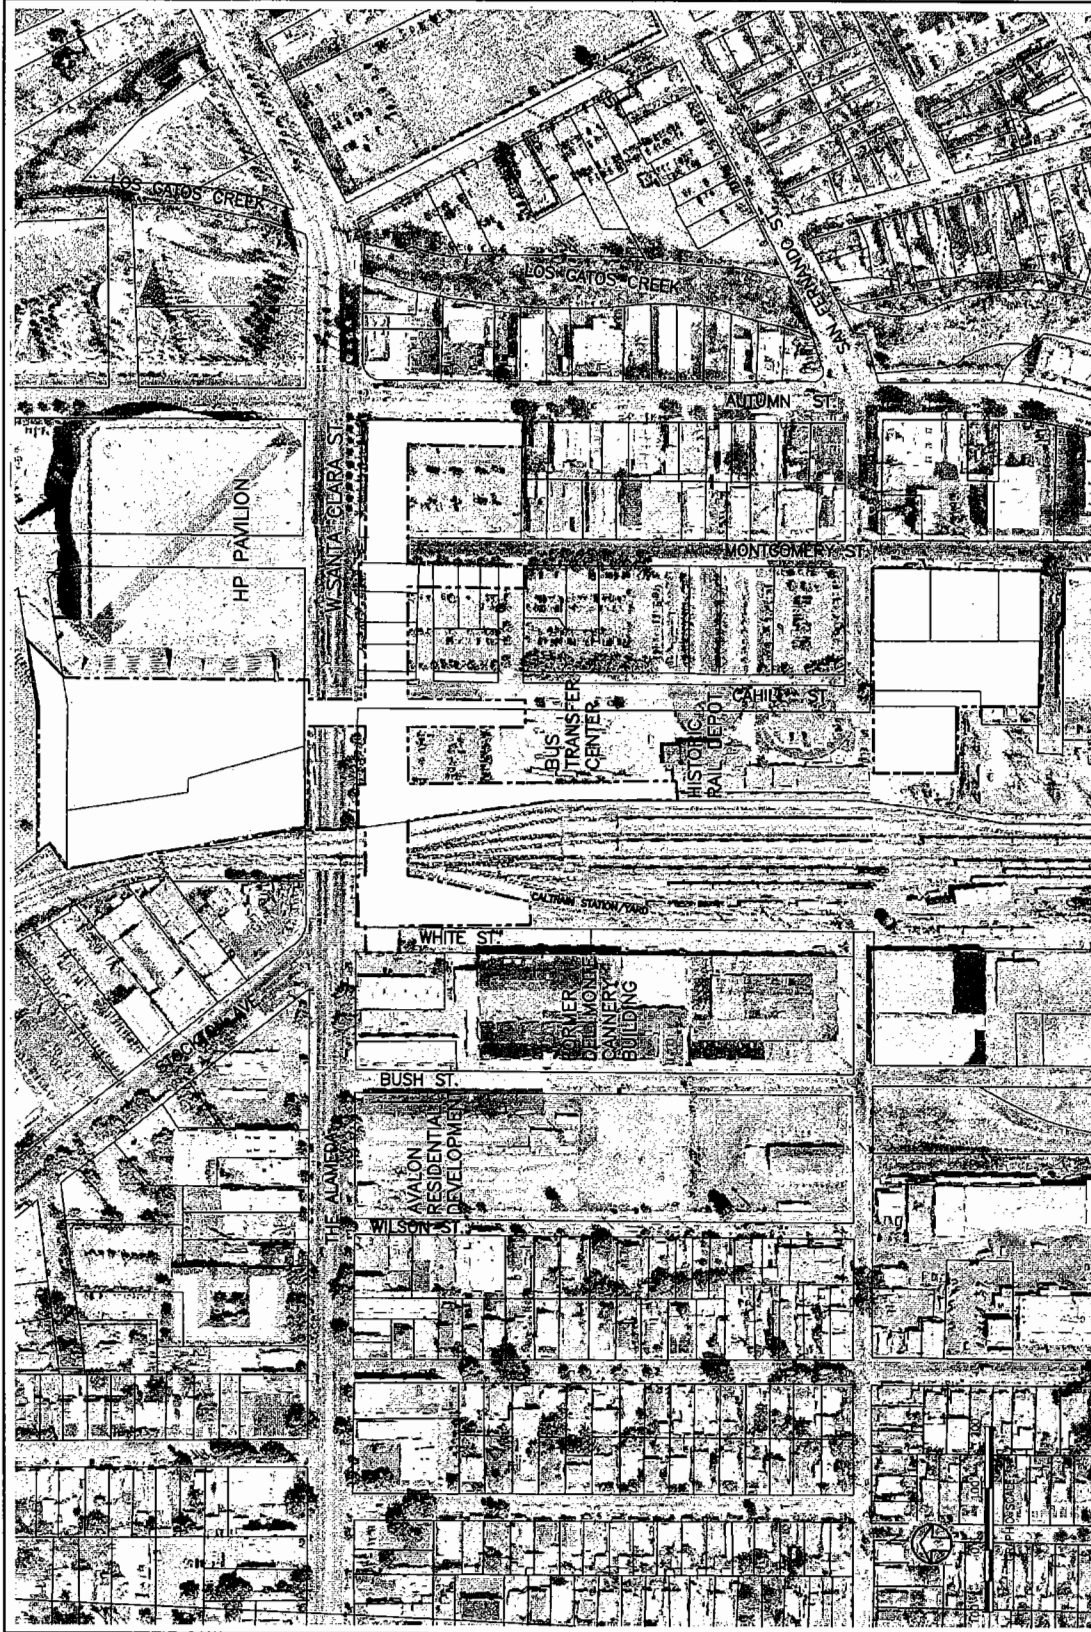 LOS GATOS CREEK
LOS GATOS CREEK
SAN FERNANDO ST.
AUTUMN ST.
HP PAVILION
W. SANTA CLARA ST.
MONTGOMERY ST.
CAHILL ST.
BUS
TRANSFER
CENTER
HISTORIC
RAIL DEPOT
CALTRAIN STATION/YARD
WHITE ST.
FORMER
DEL MONTE
CANNERY
BUILDING
STOCKTON AVE
BUSH ST.
THE ALAMEDA
AVALON
RESIDENTIAL
DEVELOPMENT
WILSON ST.